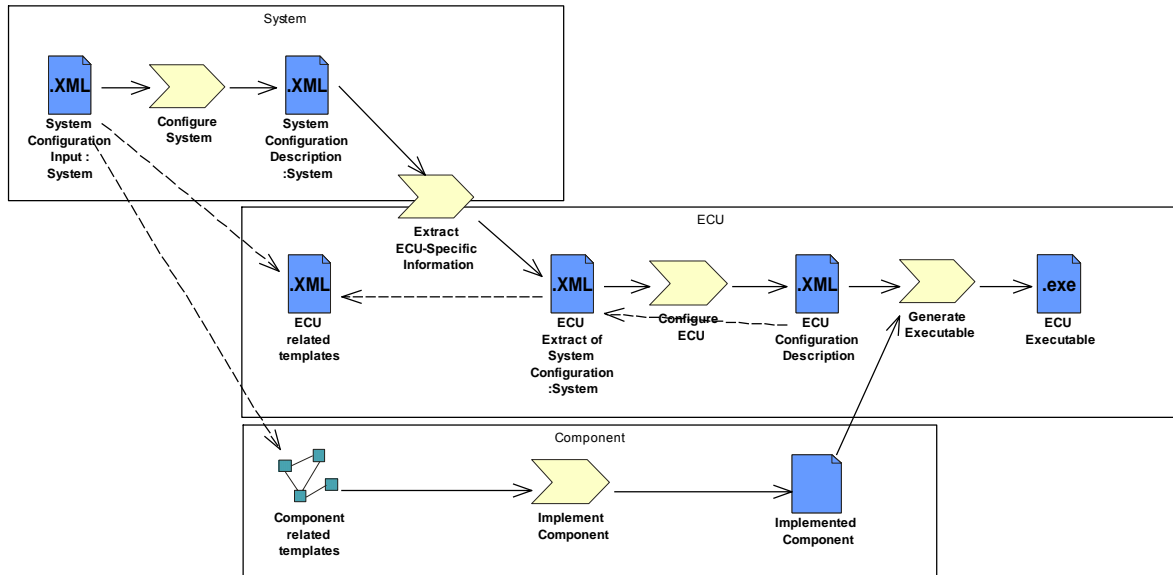 System
.XML
System
Configuration
Input :
System
Configure
System
.XML
System
Configuration
Description
:System
Extract
ECU-Specific
Information
ECU
.XML
ECU
related
templates
.XML
ECU
Extract of
System
Configuration
:System
Configure
ECU
.XML
ECU
Configuration
Description
Generate
Executable
.exe
ECU
Executable
Component
Component
related
templates
Implement
Component
Implemented
Component